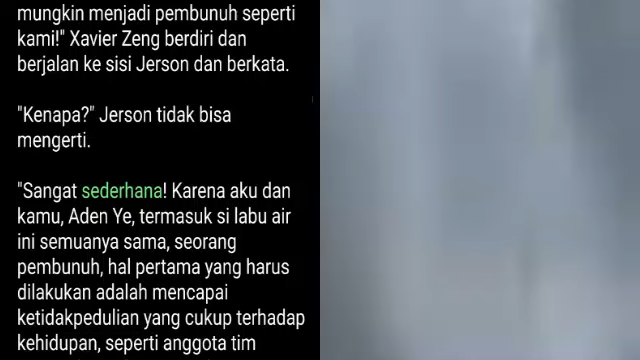 mungkin menjadi pembunuh seperti
kami!" Xavier Zeng berdiri dan
berjalan ke sisi Jerson dan berkata.
"Kenapa?" Jerson tidak bisa
mengerti.
"Sangat sederhana! Karena aku dan
kamu, Aden Ye, termasuk si labu air
ini semuanya sama, seorang
pembunuh, hal pertama yang harus
dilakukan adalah mencapai
ketidakpedulian yang cukup terhadap
kehidupan, seperti anggota tim